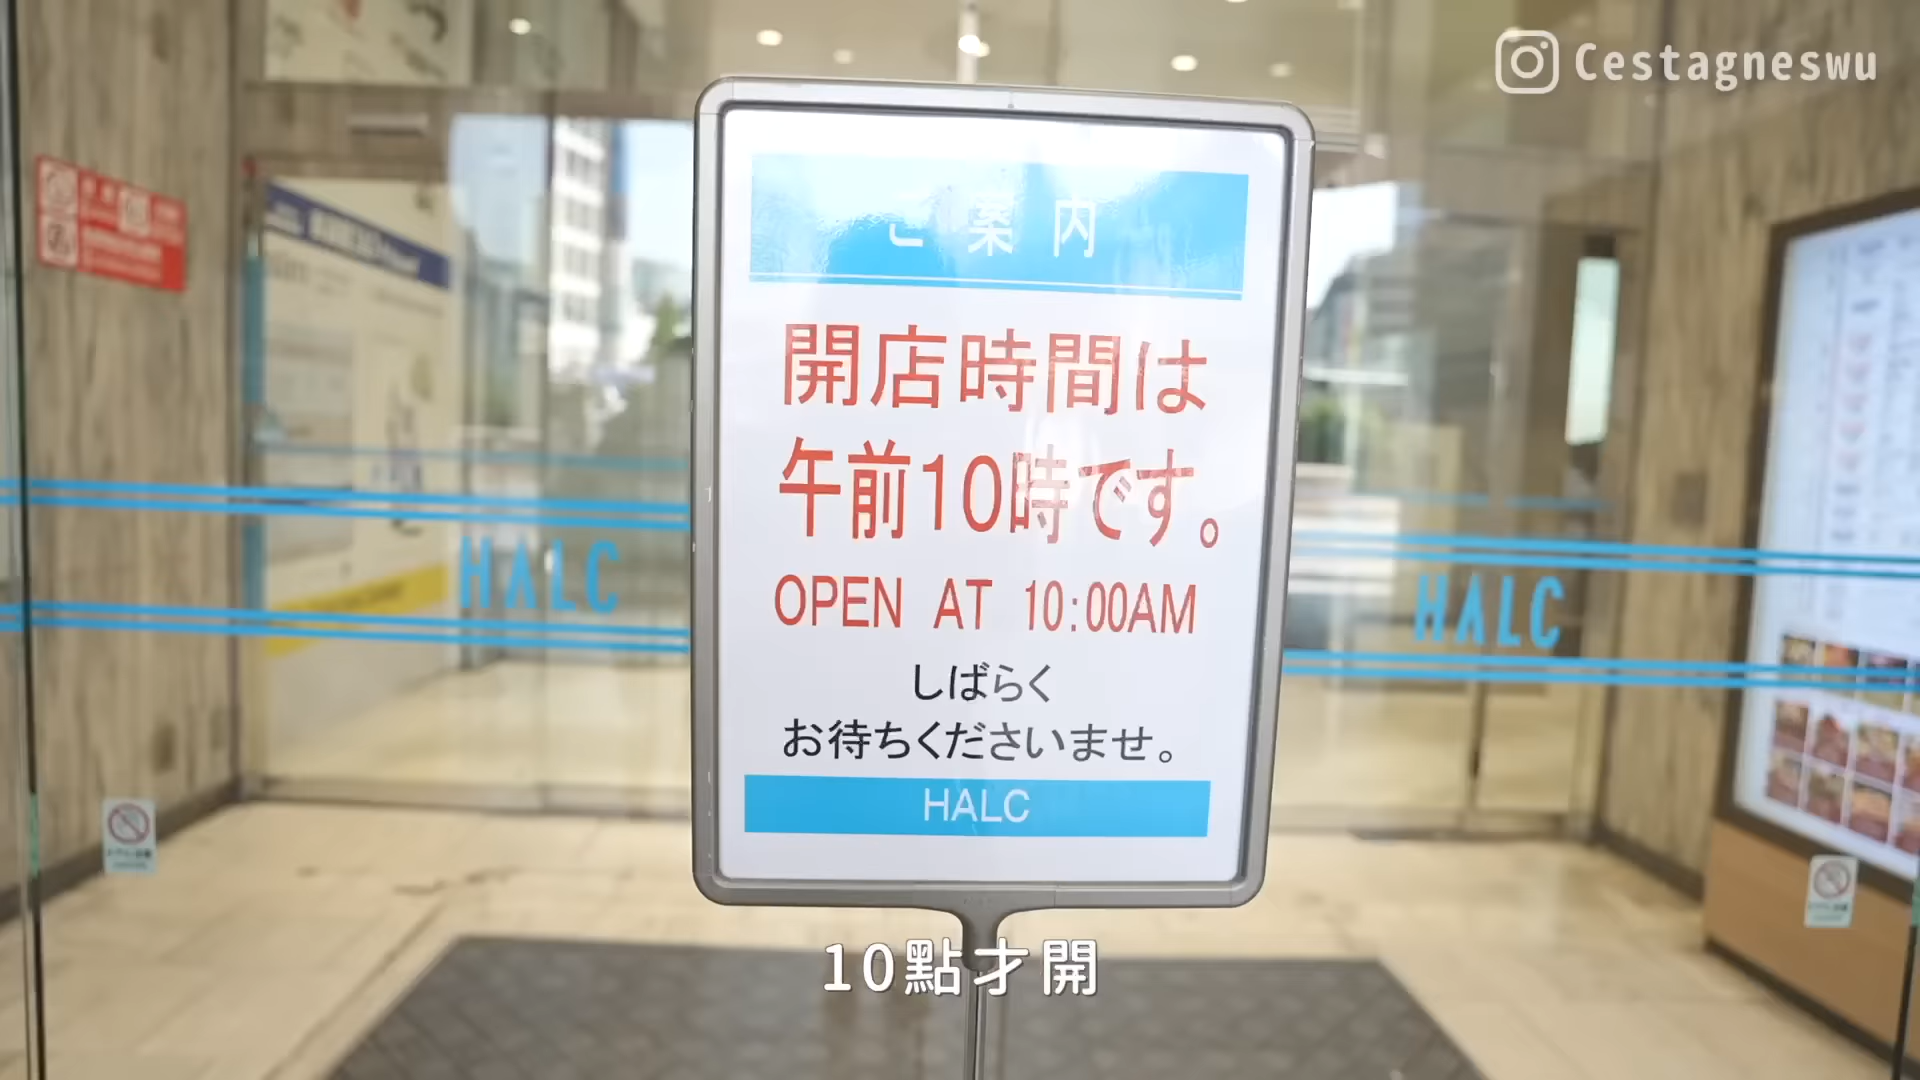 Cestagneswu
ご案内
開店時間は
午前10時です。
OPEN AT 10:00AM
しばらく
お待ちくださいませ。
HALC
HALC
HALC
10點才開